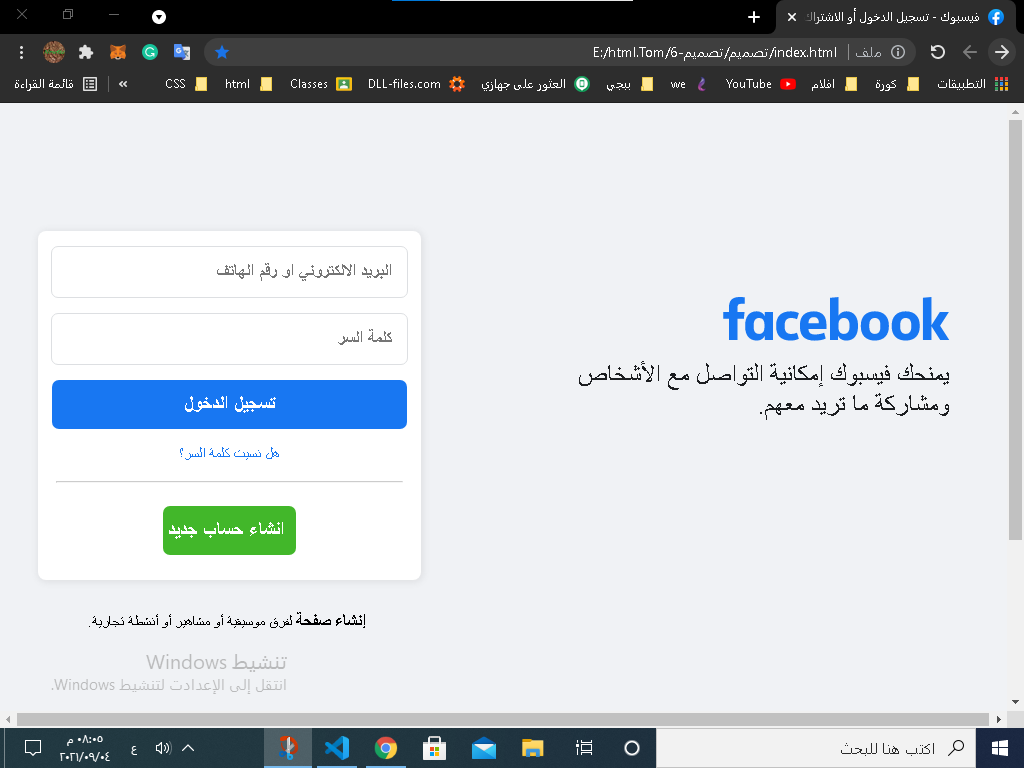 فيسبوك - تسجيل الدخول أو الاشتراك
ملف | E:/html.Tom/تصميم/تصميم-6/index.html
التطبيقات
كورة
افلام
YouTube
we
ببجي
العثور على جهازي
DLL-files.com
Classes
html
CSS
»
قائمة القراءة
facebook
يمنحك فيسبوك إمكانية التواصل مع الأشخاص
ومشاركة ما تريد معهم.
البريد الالكتروني او رقم الهاتف
كلمة السر
تسجيل الدخول
هل نسيت كلمة السر؟
انشاء حساب جديد
إنشاء صفحة لفرق موسيقية أو مشاهير أو أنشطة تجارية.
تنشيط Windows
انتقل إلى الإعدادت لتنشيط Windows.
اكتب هنا للبحث
ع
٠٨:٠٥ م
٢٠٢١/٠٩/٠٤